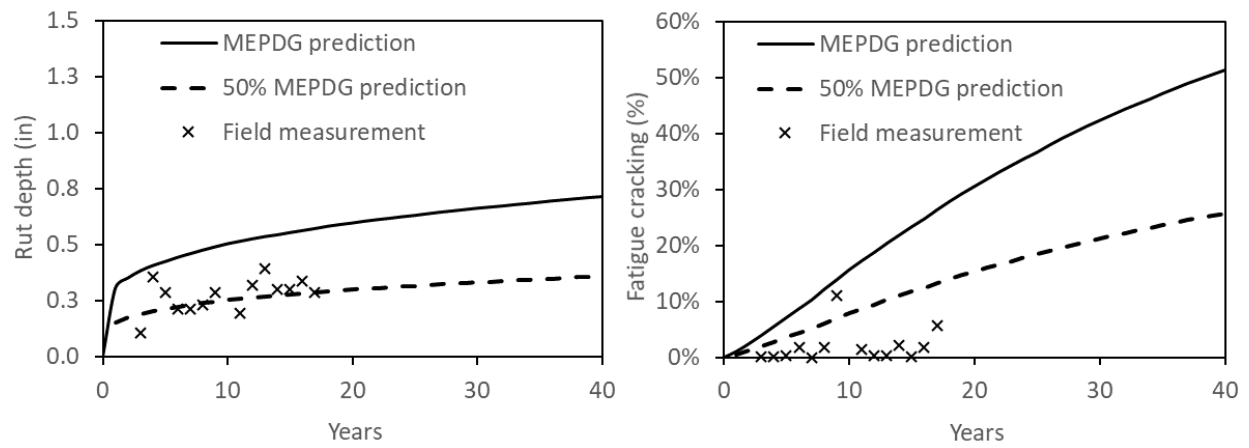 1.5
1.3
1.0
0.8
0.5
0.3
0.0
Rut depth (in)
MEPDG prediction
50% MEPDG prediction
Field measurement
0 10 20 30 40
Years
60%
50%
40%
30%
20%
10%
0%
Fatigue cracking (%)
MEPDG prediction
50% MEPDG prediction
Field measurement
0 10 20 30 40
Years